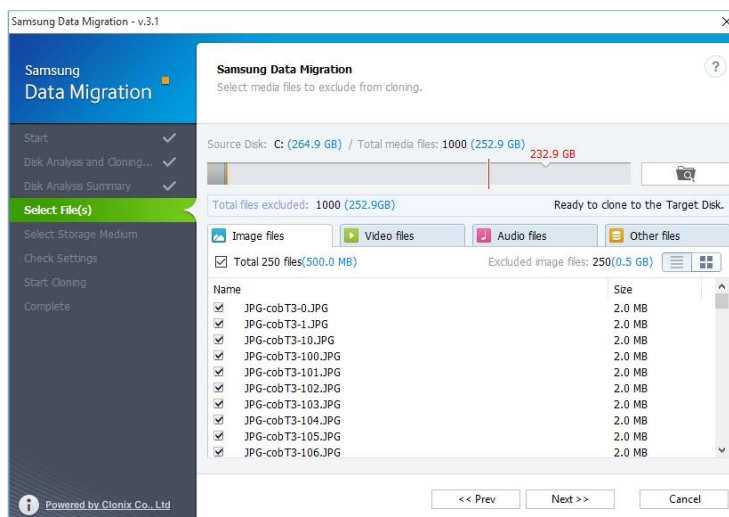 Samsung Data Migration - v.3.1
Samsung
Data Migration
Start
Disk Analysis and Cloning...
Disk Analysis Summary
Select File(s)
Select Storage Medium
Check Settings
Start Cloning
Complete
Powered by Clonix Co., Ltd
Samsung Data Migration
Select media files to exclude from cloning.
?
Source Disk: C: (264.9 GB) / Total media files: 1000 (252.9 GB)
232.9 GB
Total files excluded: 1000 (252.9GB) Ready to clone to the Target Disk.
Image files Video files Audio files Other files
Total 250 files(500.0 MB) Excluded image files: 250(0.5 GB)
Name Size
JPG-cobT3-0.JPG 2.0 MB
JPG-cobT3-1.JPG 2.0 MB
JPG-cobT3-10.JPG 2.0 MB
JPG-cobT3-100.JPG 2.0 MB
JPG-cobT3-101.JPG 2.0 MB
JPG-cobT3-102.JPG 2.0 MB
JPG-cobT3-103.JPG 2.0 MB
JPG-cobT3-104.JPG 2.0 MB
JPG-cobT3-105.JPG 2.0 MB
JPG-cobT3-106.JPG 2.0 MB
<< Prev Next >> Cancel